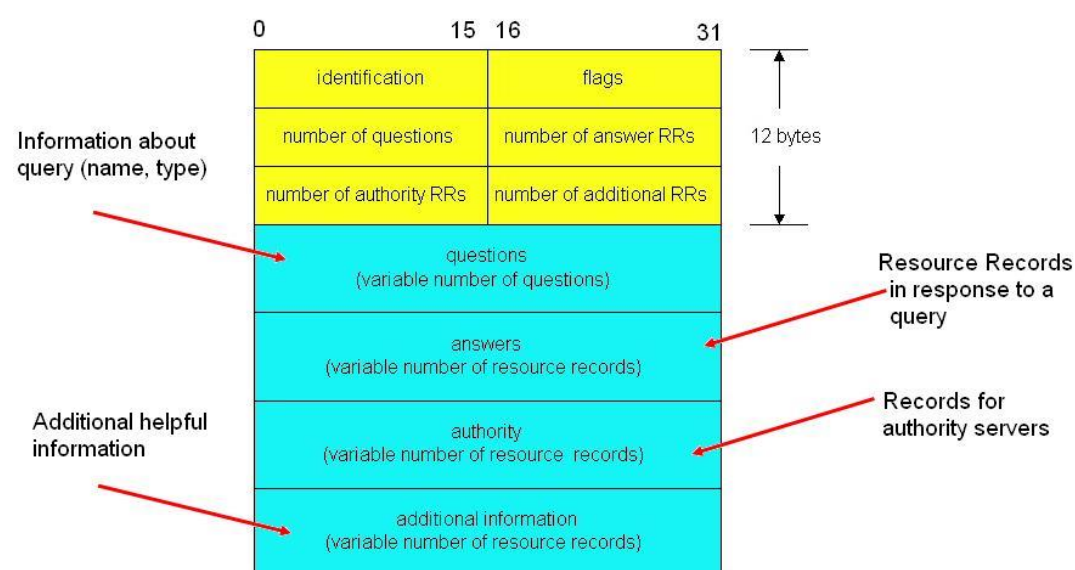 0 15 16 31
identification flags
number of questions number of answer RRs
12 bytes
number of authority RRs number of additional RRs
Information about
query (name, type)
questions
(variable number of questions)
Resource Records
in response to a
query
answers
(variable number of resource records)
Records for
authority servers
authority
(variable number of resource records)
Additional helpful
information
additional information
(variable number of resource records)